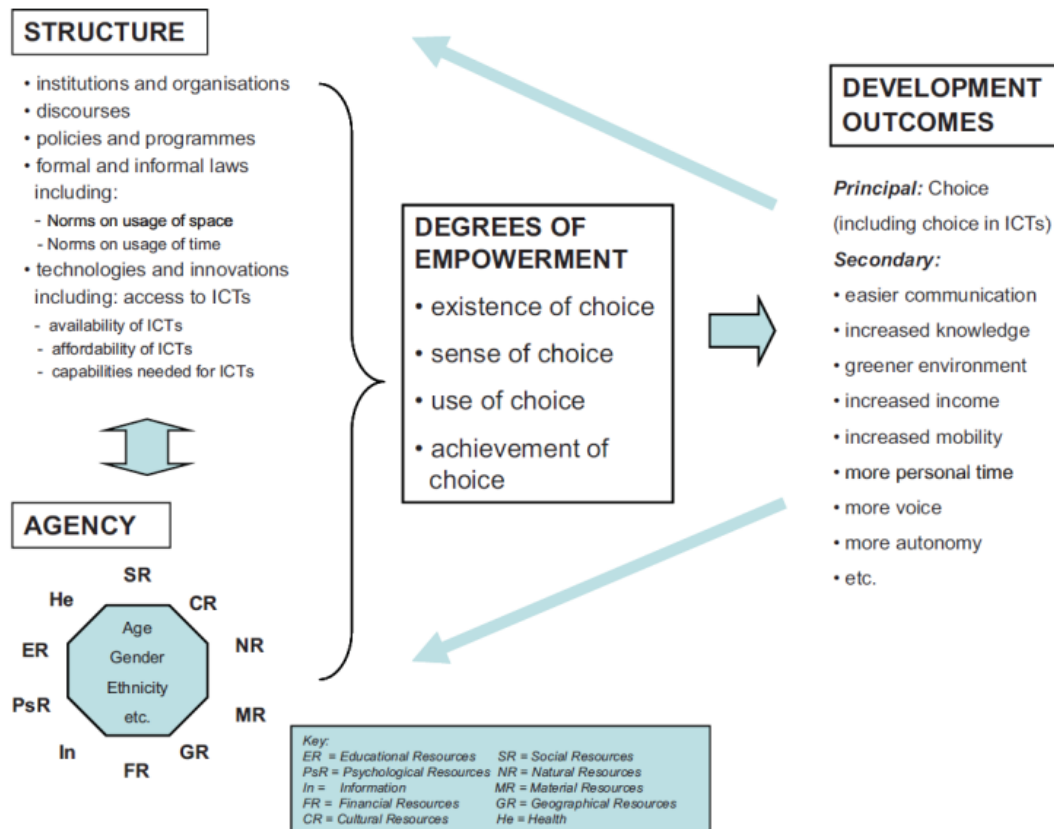 STRUCTURE
• institutions and organisations
• discourses
• policies and programmes
• formal and informal laws
including:
- Norms on usage of space
- Norms on usage of time
• technologies and innovations
including: access to ICTs
- availability of ICTs
- affordability of ICTs
- capabilities needed for ICTs
AGENCY
SR
He
CR
ER
NR
PsR
MR
In
GR
FR
Age
Gender
Ethnicity
etc.
DEGREES OF
EMPOWERMENT
• existence of choice
• sense of choice
• use of choice
• achievement of
choice
DEVELOPMENT
OUTCOMES
Principal: Choice
(including choice in ICTs)
Secondary:
• easier communication
• increased knowledge
• greener environment
• increased income
• increased mobility
• more personal time
• more voice
• more autonomy
• etc.
Key:
ER = Educational Resources SR = Social Resources
PsR = Psychological Resources NR = Natural Resources
In = Information MR = Material Resources
FR = Financial Resources GR = Geographical Resources
CR = Cultural Resources He = Health